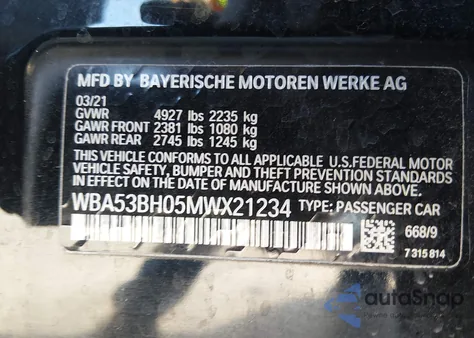 MFD BY BAYERISCHE MOTOREN WERKE AG
03/21
GVWR 4927 lbs 2235 kg
GAWR FRONT 2381 lbs 1080 kg
GAWR REAR 2745 lbs 1245 kg
THIS VEHICLE CONFORMS TO ALL APPLICABLE U.S.FEDERAL MOTOR
VEHICLE SAFETY, BUMPER AND THEFT PREVENTION STANDARDS
IN EFFECT ON THE DATE OF MANUFACTURE SHOWN ABOVE.
WBA53BH05MWX21234 TYPE: PASSENGER CAR
668/9
7315814
autoSnap